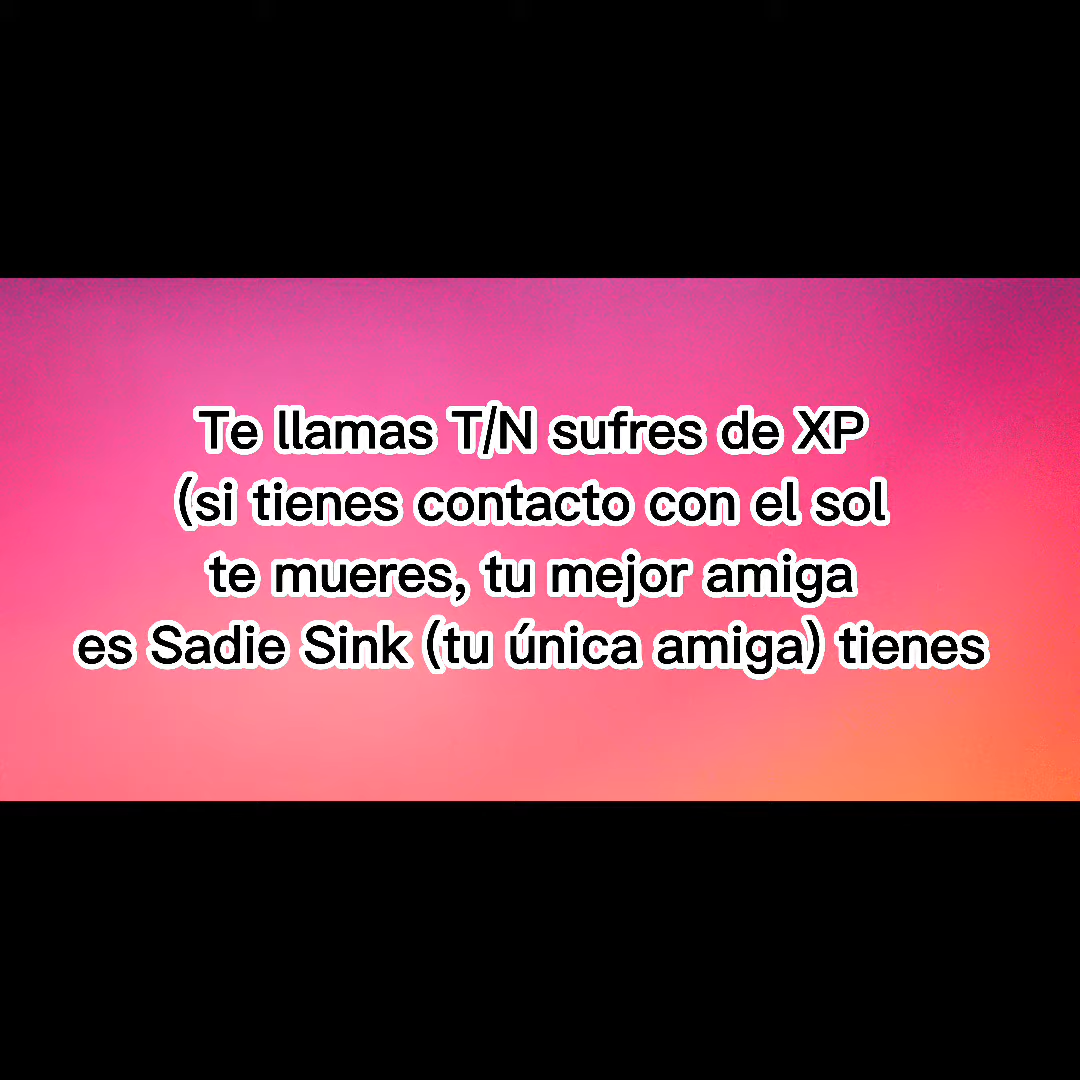 Te llamas T/N sufres de XP
(si tienes contacto con el sol
te mueres, tu mejor amiga
es Sadie Sink (tu única amiga) tienes